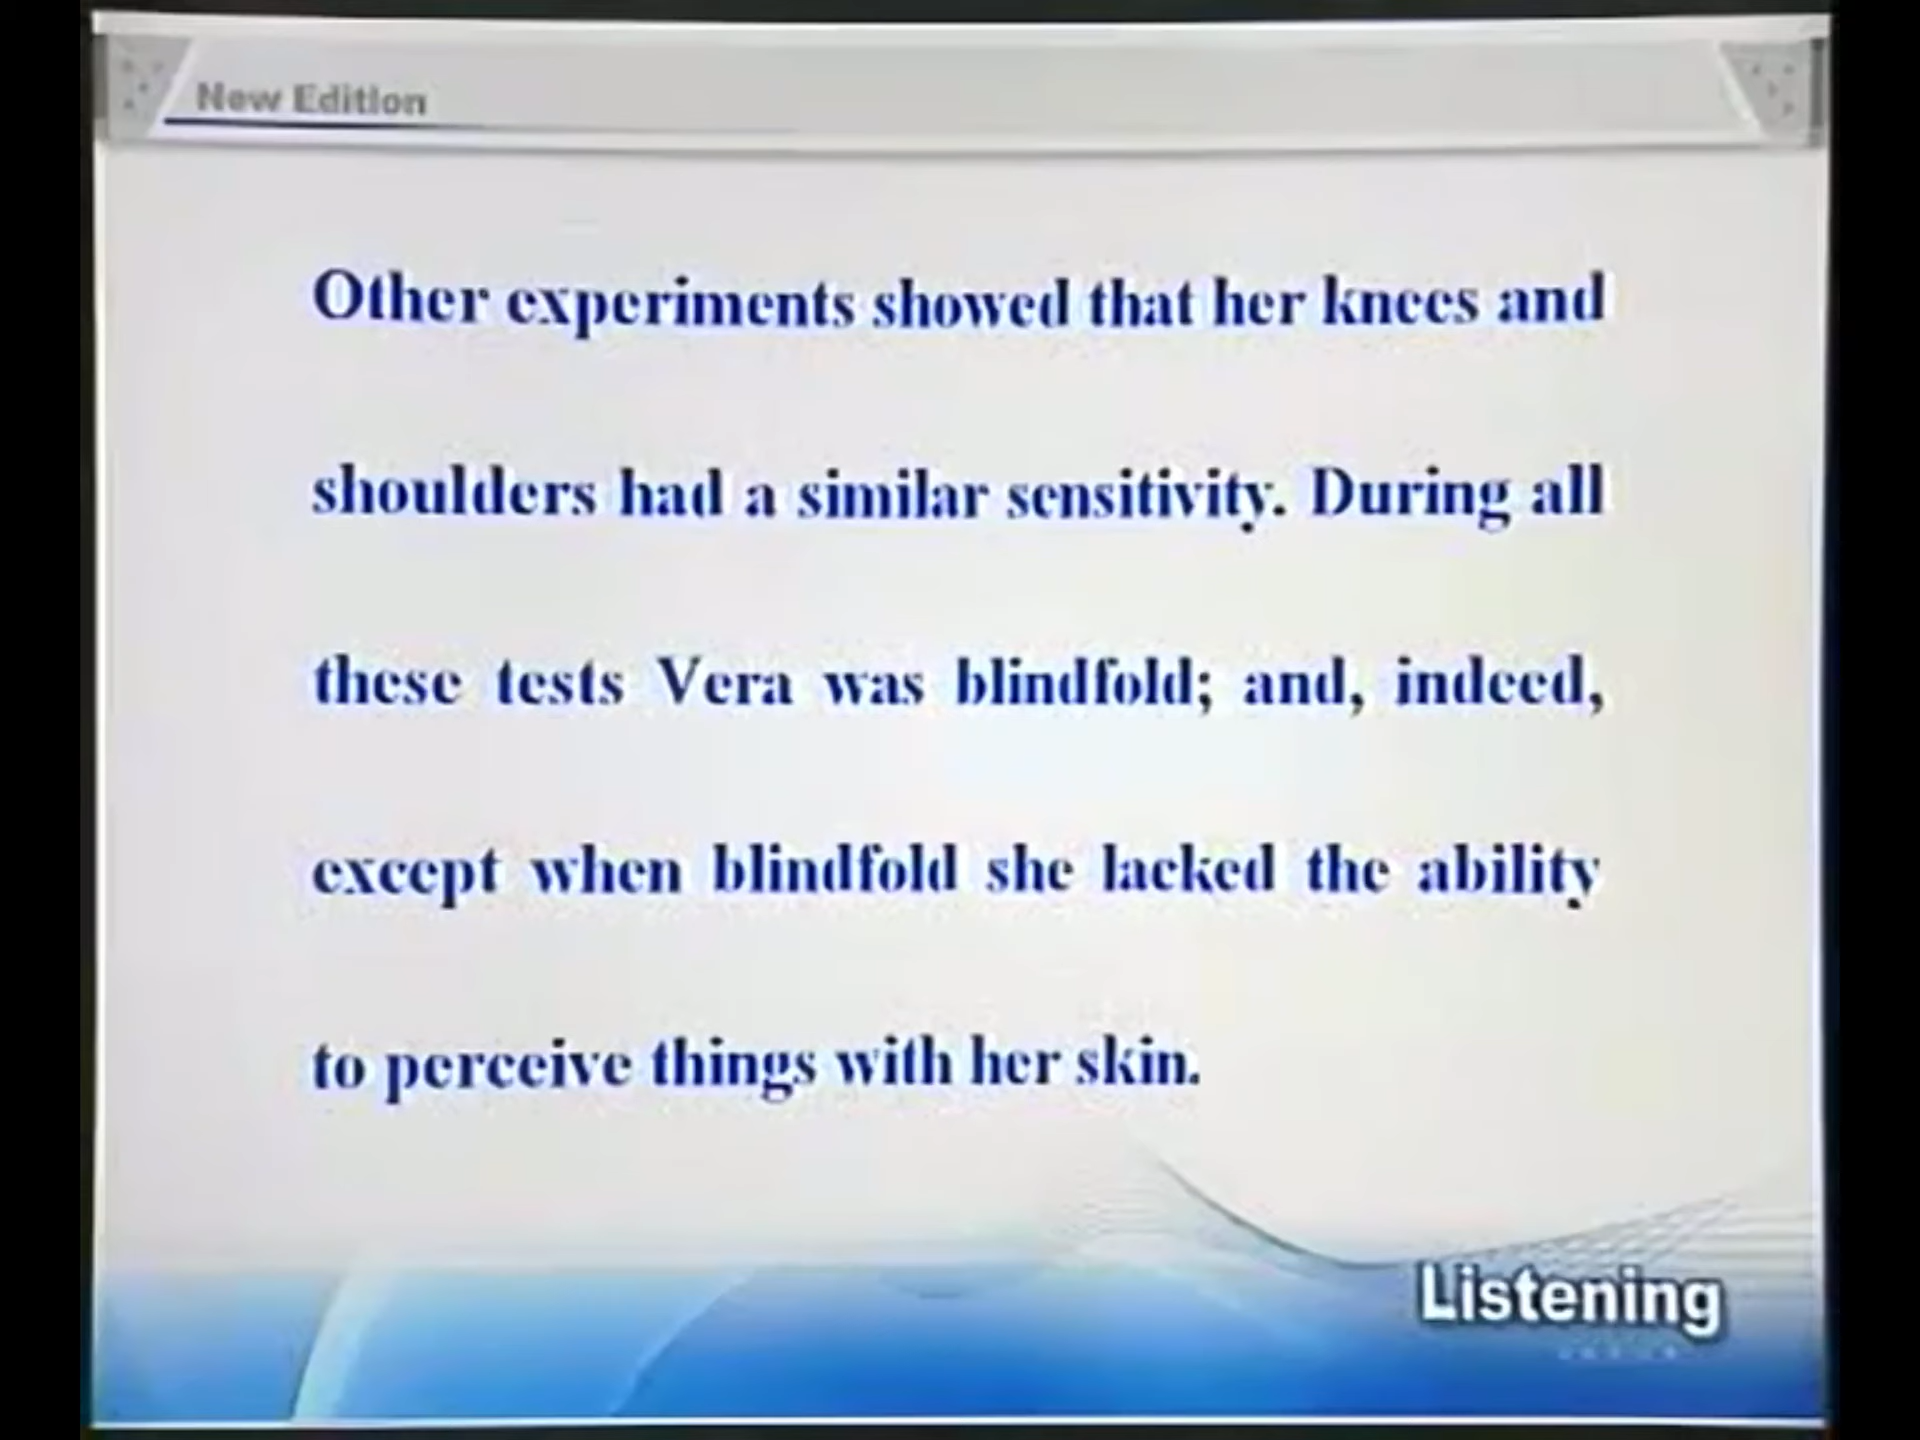 New Edition
Other experiments showed that her knees and
shoulders had a similar sensitivity. During all
these tests Vera was blindfold; and, indeed,
except when blindfold she lacked the ability
to perceive things with her skin.
Listening